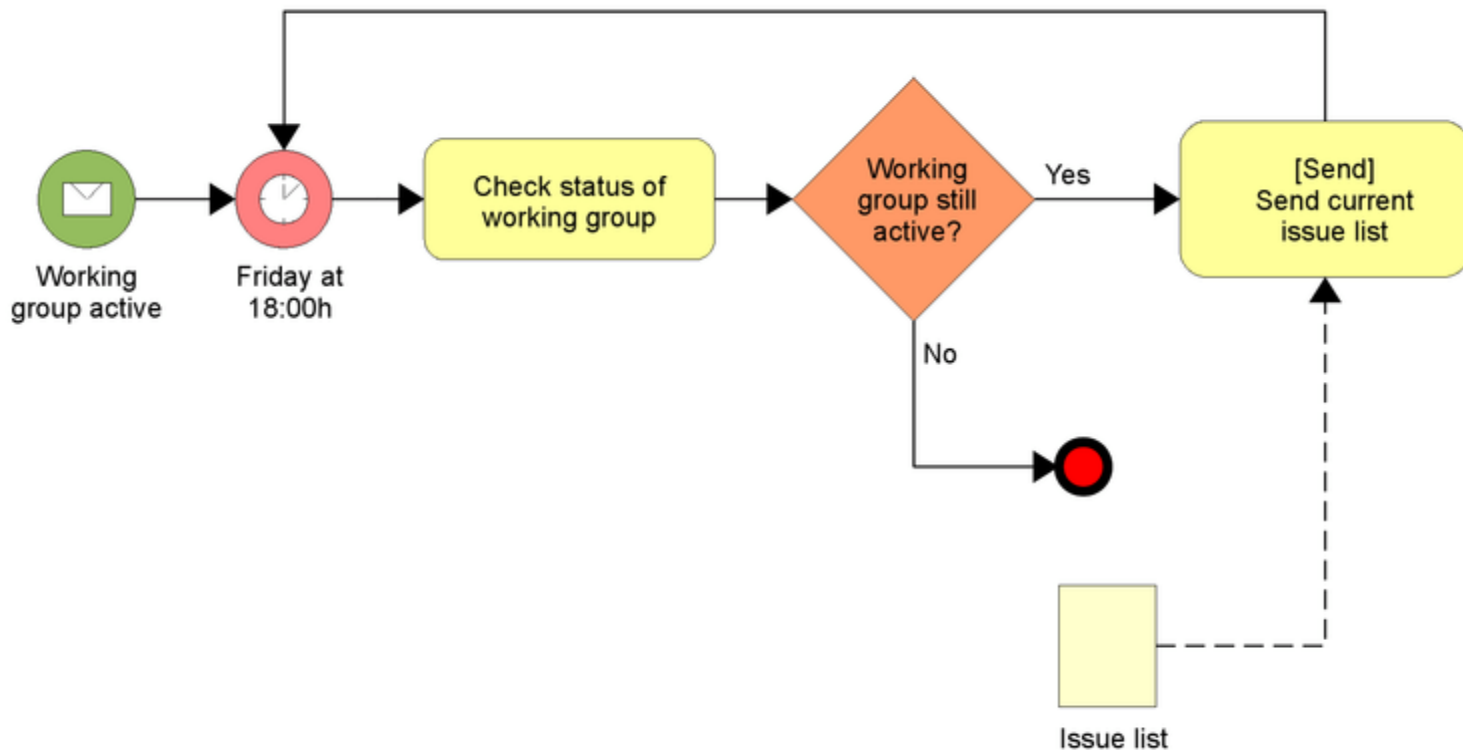 Working
group active
Friday at
18:00h
Check status of
working group
Working
group still
active?
Yes
No
[Send]
Send current
issue list
Issue list